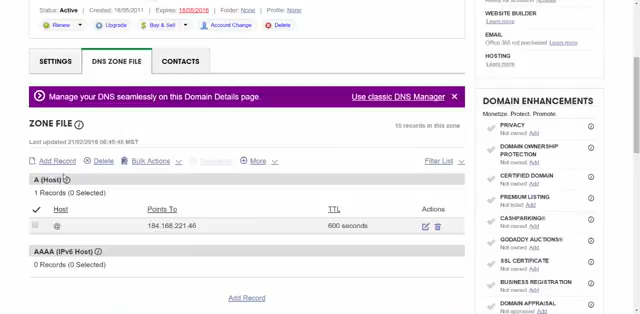 Status: Active | Created: 18/05/2011 | Expires: 18/05/2016 | Folder: None | Profile: None
Renew Upgrade Buy & Sell Account Change Delete
SETTINGS DNS ZONE FILE CONTACTS
Manage your DNS seamlessly on this Domain Details page. Use classic DNS Manager
ZONE FILE
10 records in this zone
Last updated 21/02/2016 06:45:45 MST
Add Record Delete Bulk Actions More Filter List
A (Host)
1 Records (0 Selected)
Host Points To TTL Actions
@ 184.168.221.46 600 seconds
AAAA (IPv6 Host)
0 Records (0 Selected)
Add Record
WEBSITE BUILDER
Learn more
EMAIL
Office 365 not purchased Learn more
HOSTING
Learn more
DOMAIN ENHANCEMENTS
Monetize. Protect. Promote.
PRIVACY
Not owned: Add
DOMAIN OWNERSHIP
PROTECTION
Not owned: Add
CERTIFIED DOMAIN
Not owned: Add
PREMIUM LISTING
Not listed: Add
CASHPARKING®
Not owned: Add
GODADDY AUCTIONS®
Not owned: Add
SSL CERTIFICATE
Not owned: Add
BUSINESS REGISTRATION
Not owned: Add
DOMAIN APPRAISAL
Not appraised: Add